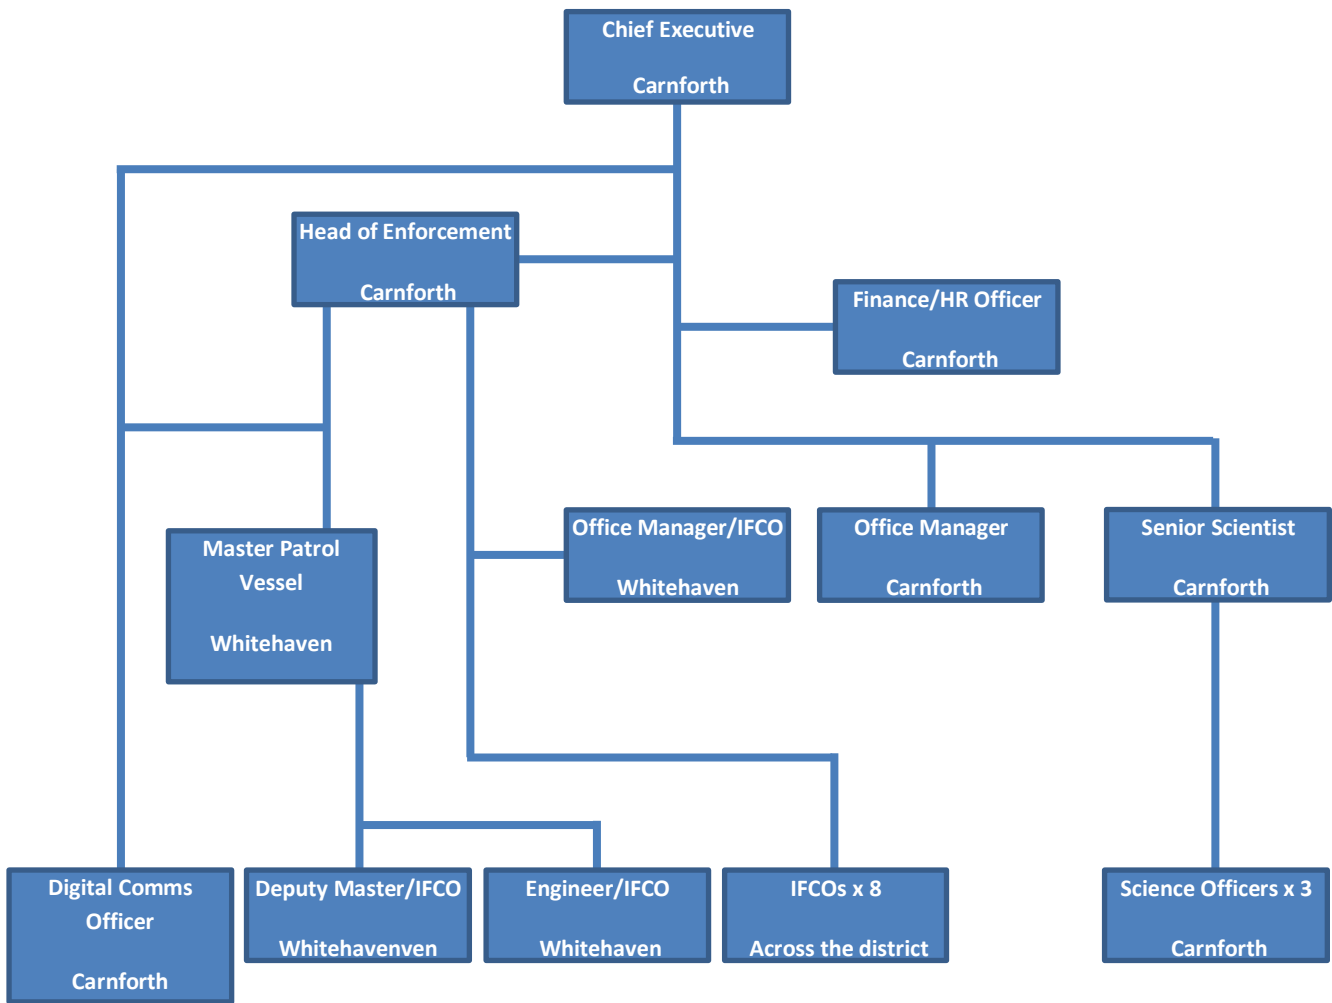 Chief Executive
Carnforth
Head of Enforcement
Carnforth
Finance/HR Officer
Carnforth
Office Manager/IFCO
Whitehaven
Office Manager
Carnforth
Senior Scientist
Carnforth
Master Patrol
Vessel
Whitehaven
Digital Comms
Officer
Carnforth
Deputy Master/IFCO
Whitehavenven
Engineer/IFCO
Whitehaven
IFCOs x 8
Across the district
Science Officers x 3
Carnforth